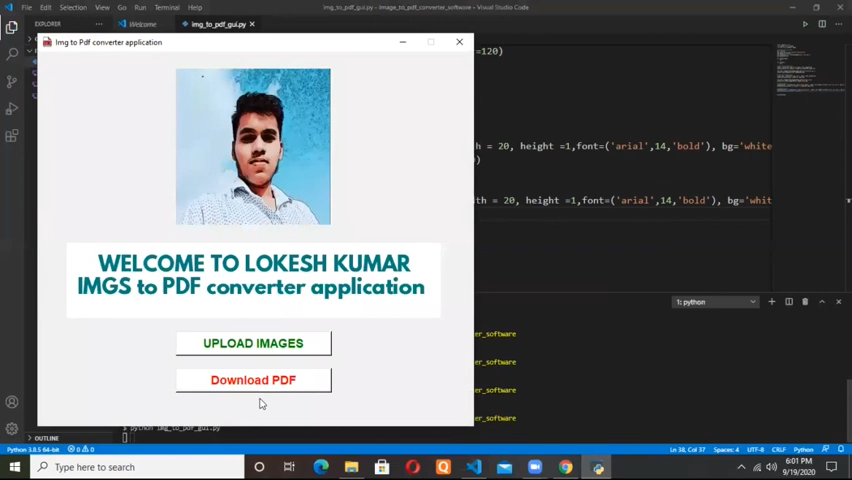 File Edit Selection View Go Run Terminal Help
img_to_pdf_gui.py - Image_to_pdf_converter_software - Visual Studio Code
EXPLORER
Welcome
img_to_pdf_gui.py
Img to Pdf converter application
=120)
th = 20, height =1,font=('arial',14,'bold'), bg='white
)
th = 20, height =1,font=('arial',14,'bold'), bg='whit
WELCOME TO LOKESH KUMAR
IMGS to PDF converter application
UPLOAD IMAGES
Download PDF
1: python
er_software
er_software
er_software
er_software
python img_to_pdf_gui.py
OUTLINE
Python 3.8.5 64-bit 0 0
Ln 38, Col 37 Spaces: 4 UTF-8 CRLF Python
Type here to search
6:01 PM
9/19/2020